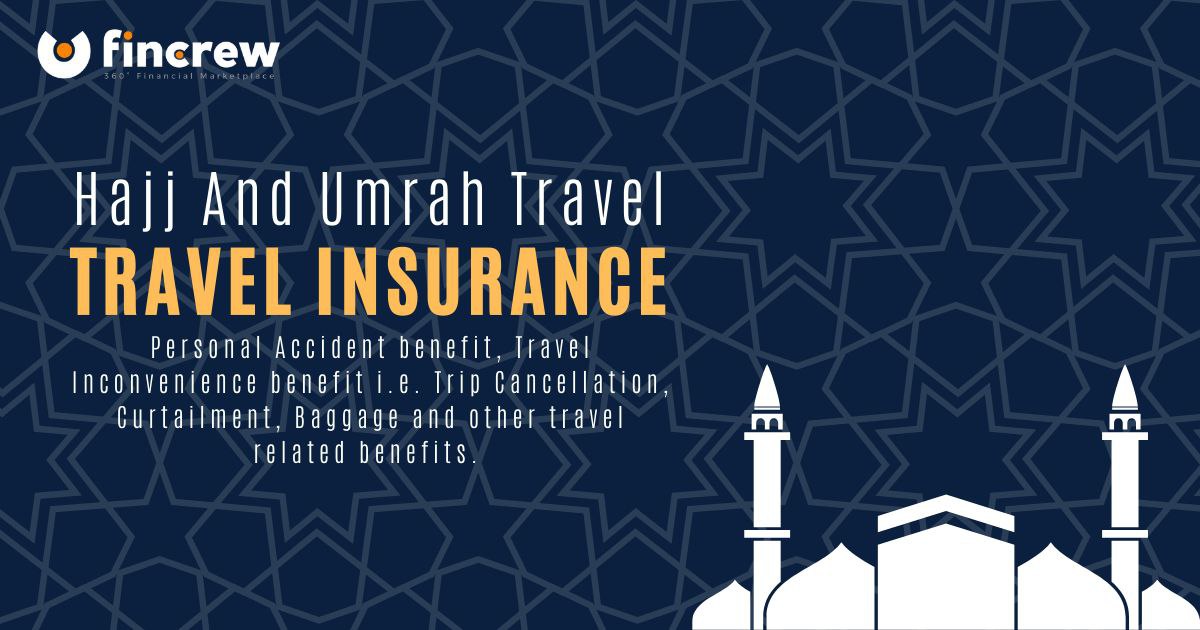 fincrew
360° Financial Marketplace
Hajj And Umrah Travel
TRAVEL INSURANCE
Personal Accident benefit, Travel
Inconvenience benefit i.e. Trip Cancellation,
Curtailment, Baggage and other travel
related benefits.